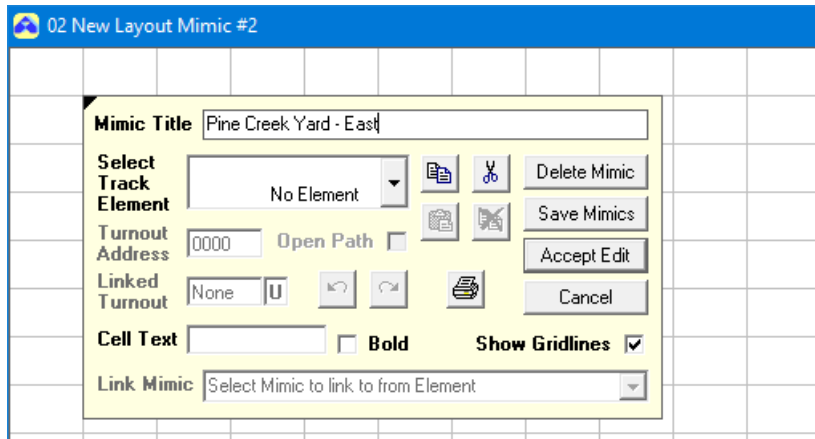 02 New Layout Mimic #2
Mimic Title Pine Creek Yard - East
Select
Track
Element
No Element
Delete Mimic
Save Mimics
Turnout
Address
0000
Open Path
Accept Edit
Linked
Turnout
None U
Cancel
Cell Text
Bold
Show Gridlines
Link Mimic Select Mimic to link to from Element